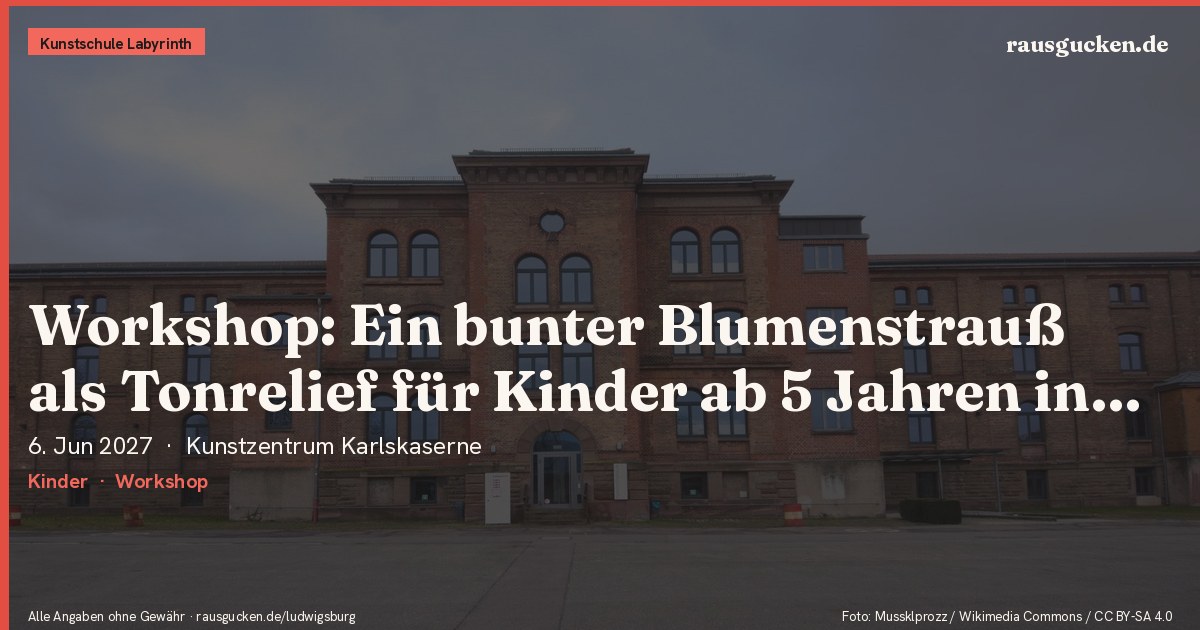 Kunstschule Labyrinth
rausgucken.de
Workshop: Ein bunter Blumenstrauß
als Tonrelief für Kinder ab 5 Jahren in...
6. Jun 2027 · Kunstzentrum Karlskaserne
Kinder · Workshop
Alle Angaben ohne Gewähr · rausgucken.de/ludwigsburg
Foto: Mussklprozz / Wikimedia Commons / CC BY-SA 4.0